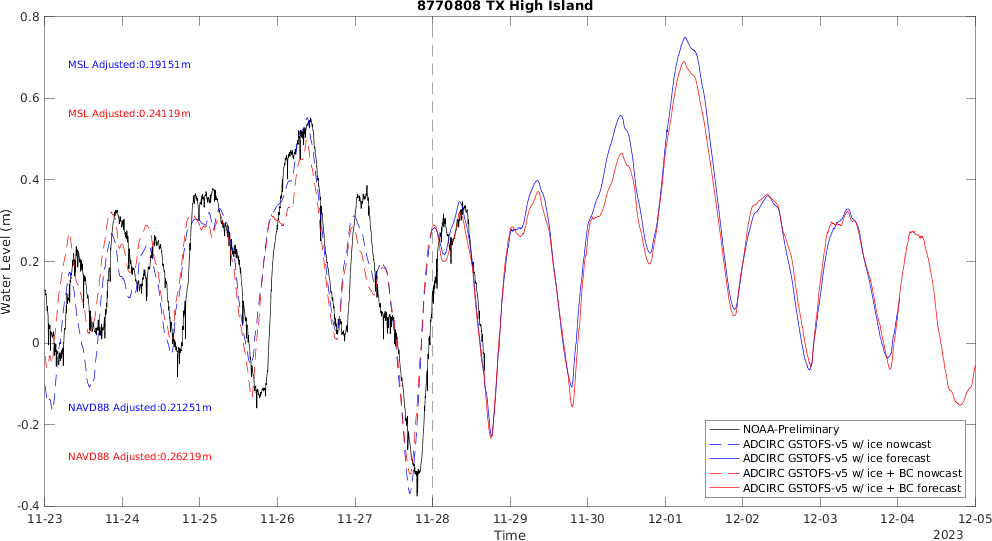 8770808 TX High Island
0.8
0.6
0.4
0.2
0
-0.2
-0.4
Water Level (m)
MSL Adjusted:0.19151m
MSL Adjusted:0.24119m
NAVD88 Adjusted:0.21251m
NAVD88 Adjusted:0.26219m
NOAA-Preliminary
ADCIRC GSTOFS-v5 w/ ice nowcast
ADCIRC GSTOFS-v5 w/ ice forecast
ADCIRC GSTOFS-v5 w/ ice + BC nowcast
ADCIRC GSTOFS-v5 w/ ice + BC forecast
11-23 11-24 11-25 11-26 11-27 11-28 11-29 11-30 12-01 12-02 12-03 12-04 12-05
Time
2023